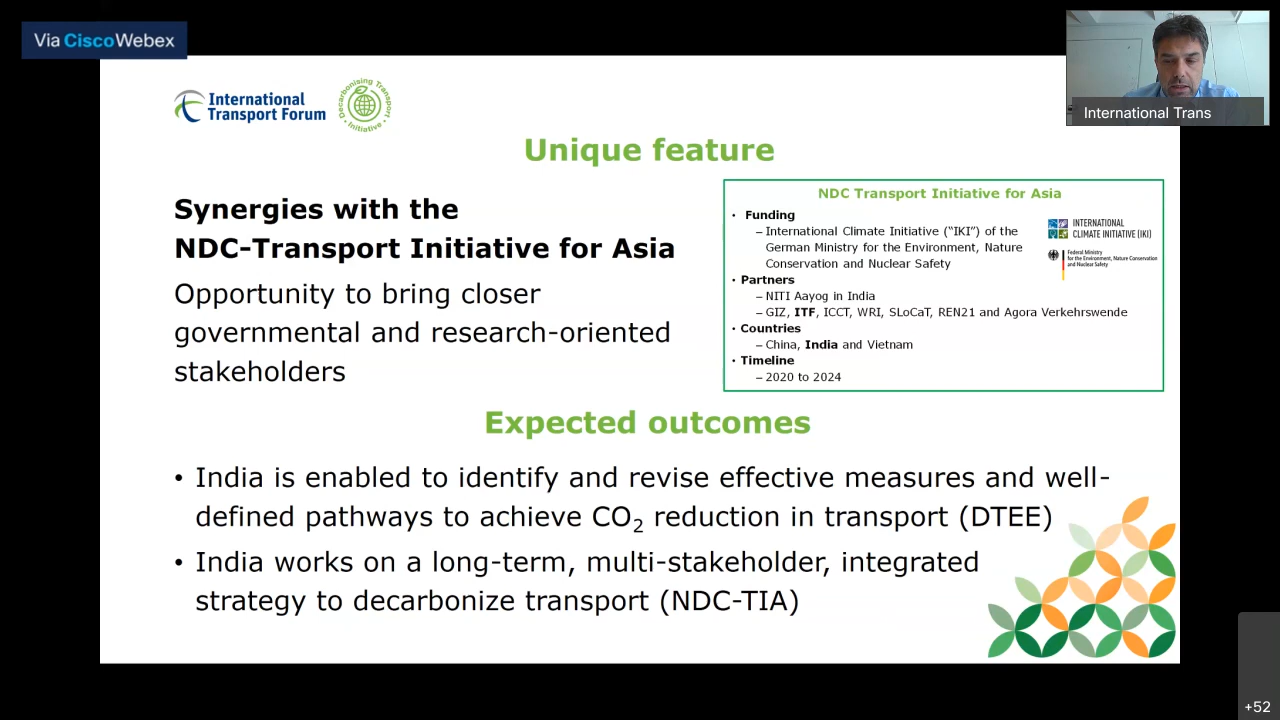 Via CiscoWebex
International Trans
International
Transport Forum
Decarbonising Transport
Initiative
Unique feature
Synergies with the
NDC-Transport Initiative for Asia
Opportunity to bring closer
governmental and research-oriented
stakeholders
NDC Transport Initiative for Asia
• Funding
– International Climate Initiative (“IKI”) of the
German Ministry for the Environment, Nature
Conservation and Nuclear Safety
INTERNATIONAL
CLIMATE INITIATIVE (IKI)
Federal Ministry
for the Environment, Nature Conservation
and Nuclear Safety
• Partners
– NITI Aayog in India
– GIZ, ITF, ICCT, WRI, SLoCaT, REN21 and Agora Verkehrswende
• Countries
– China, India and Vietnam
• Timeline
– 2020 to 2024
Expected outcomes
• India is enabled to identify and revise effective measures and well-
defined pathways to achieve CO₂ reduction in transport (DTEE)
• India works on a long-term, multi-stakeholder, integrated
strategy to decarbonize transport (NDC-TIA)
+52